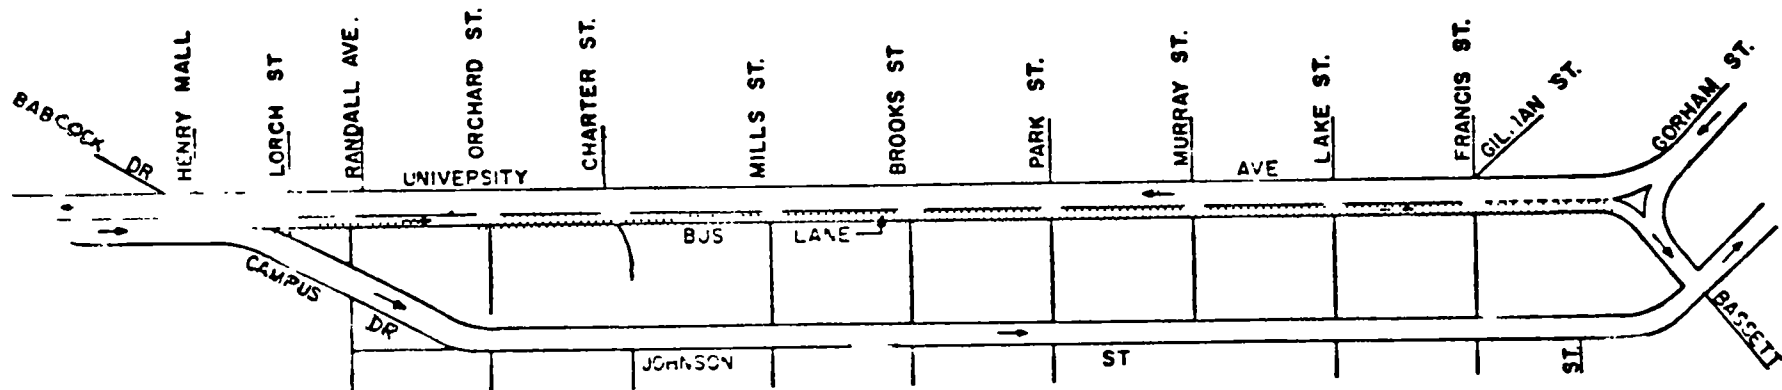 BABCOCK DR
HENRY MALL
LORCH ST
RANDALL AVE.
ORCHARD ST.
CHARTER ST.
MILLS ST.
BROOKS ST
PARK ST.
MURRAY ST.
LAKE ST.
FRANCIS ST.
ST.
GORHAM ST.
UNIVERSITY AVE
BUS LANE
CAMPUS DR
JOHNSON ST
ST.
BASSETT